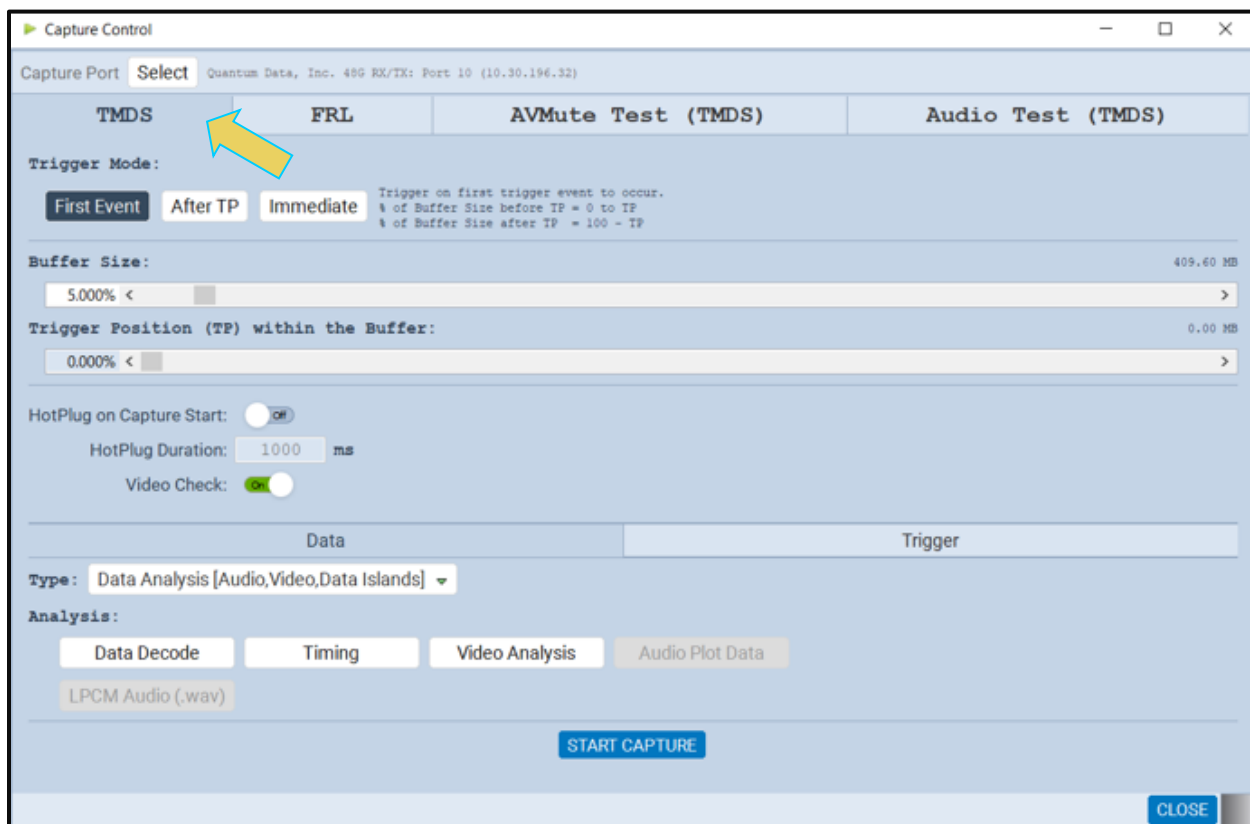 Capture Control
Capture Port Select Quantum Data, Inc. 48G RX/TX: Port 10 (10.30.196.32)
TMDS FRL AVMute Test (TMDS) Audio Test (TMDS)
Trigger Mode:
First Event After TP Immediate
Trigger on first trigger event to occur.
% of Buffer Size before TP = 0 to TP
% of Buffer Size after TP = 100 - TP
Buffer Size: 409.60 MB
5.000% < >
Trigger Position (TP) within the Buffer: 0.00 MB
0.000% < >
HotPlug on Capture Start: Off
HotPlug Duration: 1000 ms
Video Check: On
Data Trigger
Type: Data Analysis [Audio,Video,Data Islands]
Analysis:
Data Decode Timing Video Analysis Audio Plot Data
LPCM Audio (.wav)
START CAPTURE
CLOSE